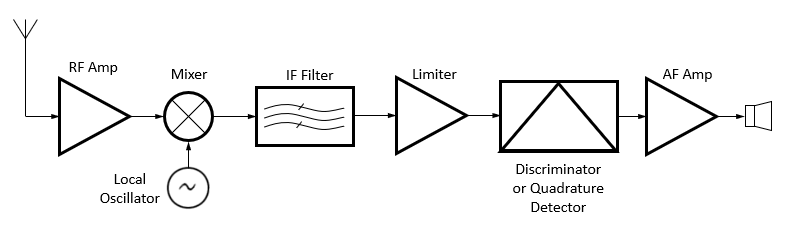 RF Amp
Mixer
IF Filter
Limiter
AF Amp
Local
Oscillator
Discriminator
or Quadrature
Detector